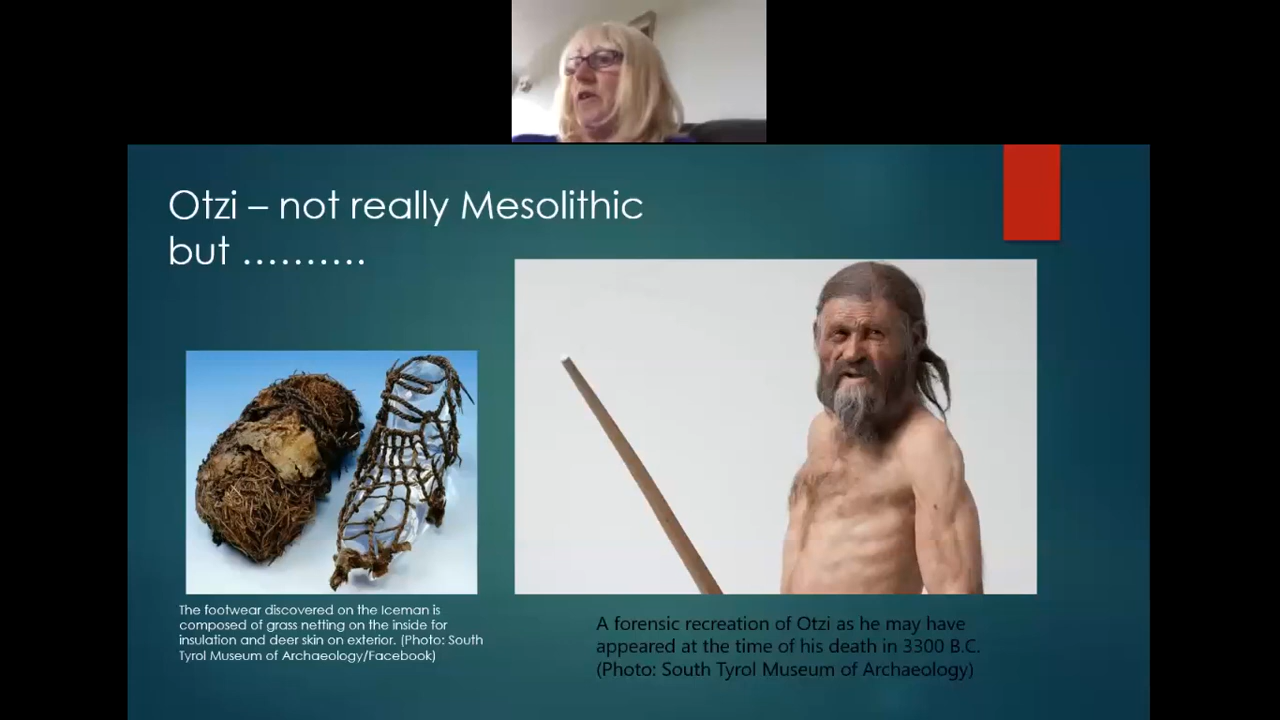 Otzi – not really Mesolithic
but ……….
The footwear discovered on the Iceman is
composed of grass netting on the inside for
insulation and deer skin on exterior. (Photo: South
Tyrol Museum of Archaeology/Facebook)
A forensic recreation of Otzi as he may have
appeared at the time of his death in 3300 B.C.
(Photo: South Tyrol Museum of Archaeology)